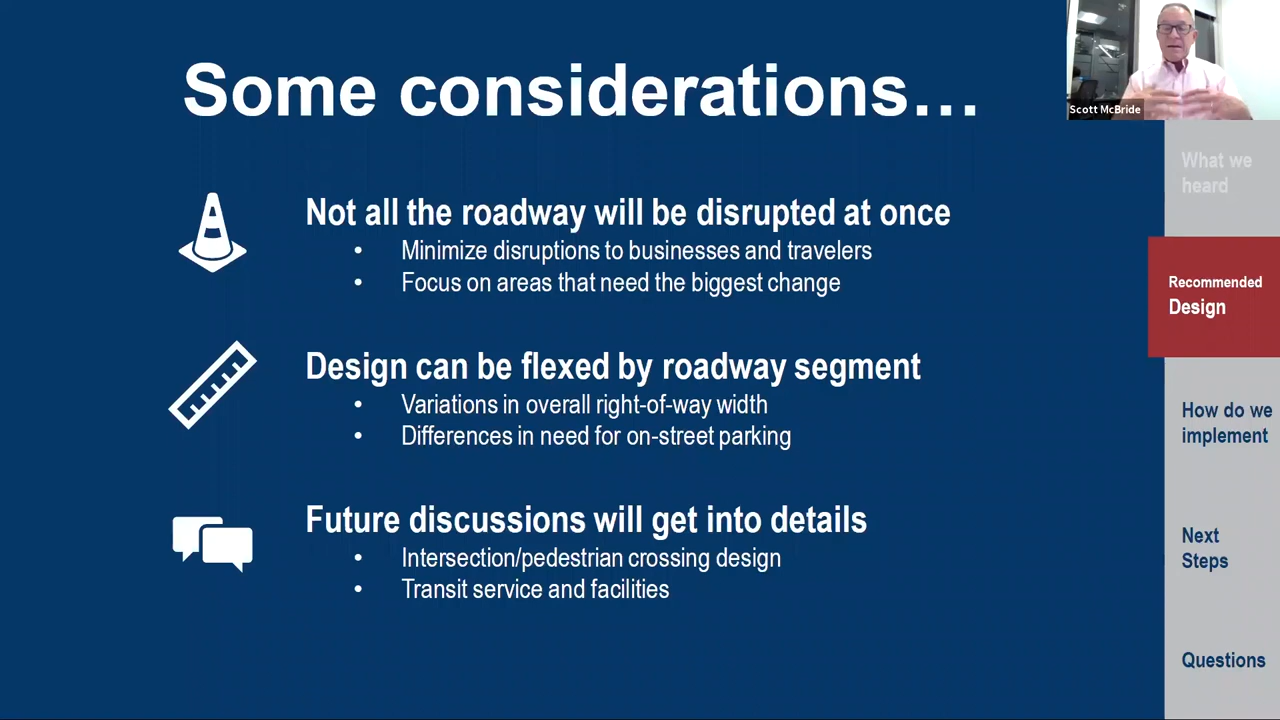 Some considerations…
Scott McBride
Not all the roadway will be disrupted at once
• Minimize disruptions to businesses and travelers
• Focus on areas that need the biggest change
Design can be flexed by roadway segment
• Variations in overall right-of-way width
• Differences in need for on-street parking
Future discussions will get into details
• Intersection/pedestrian crossing design
• Transit service and facilities
What we
heard
Recommended
Design
How do we
implement
Next
Steps
Questions